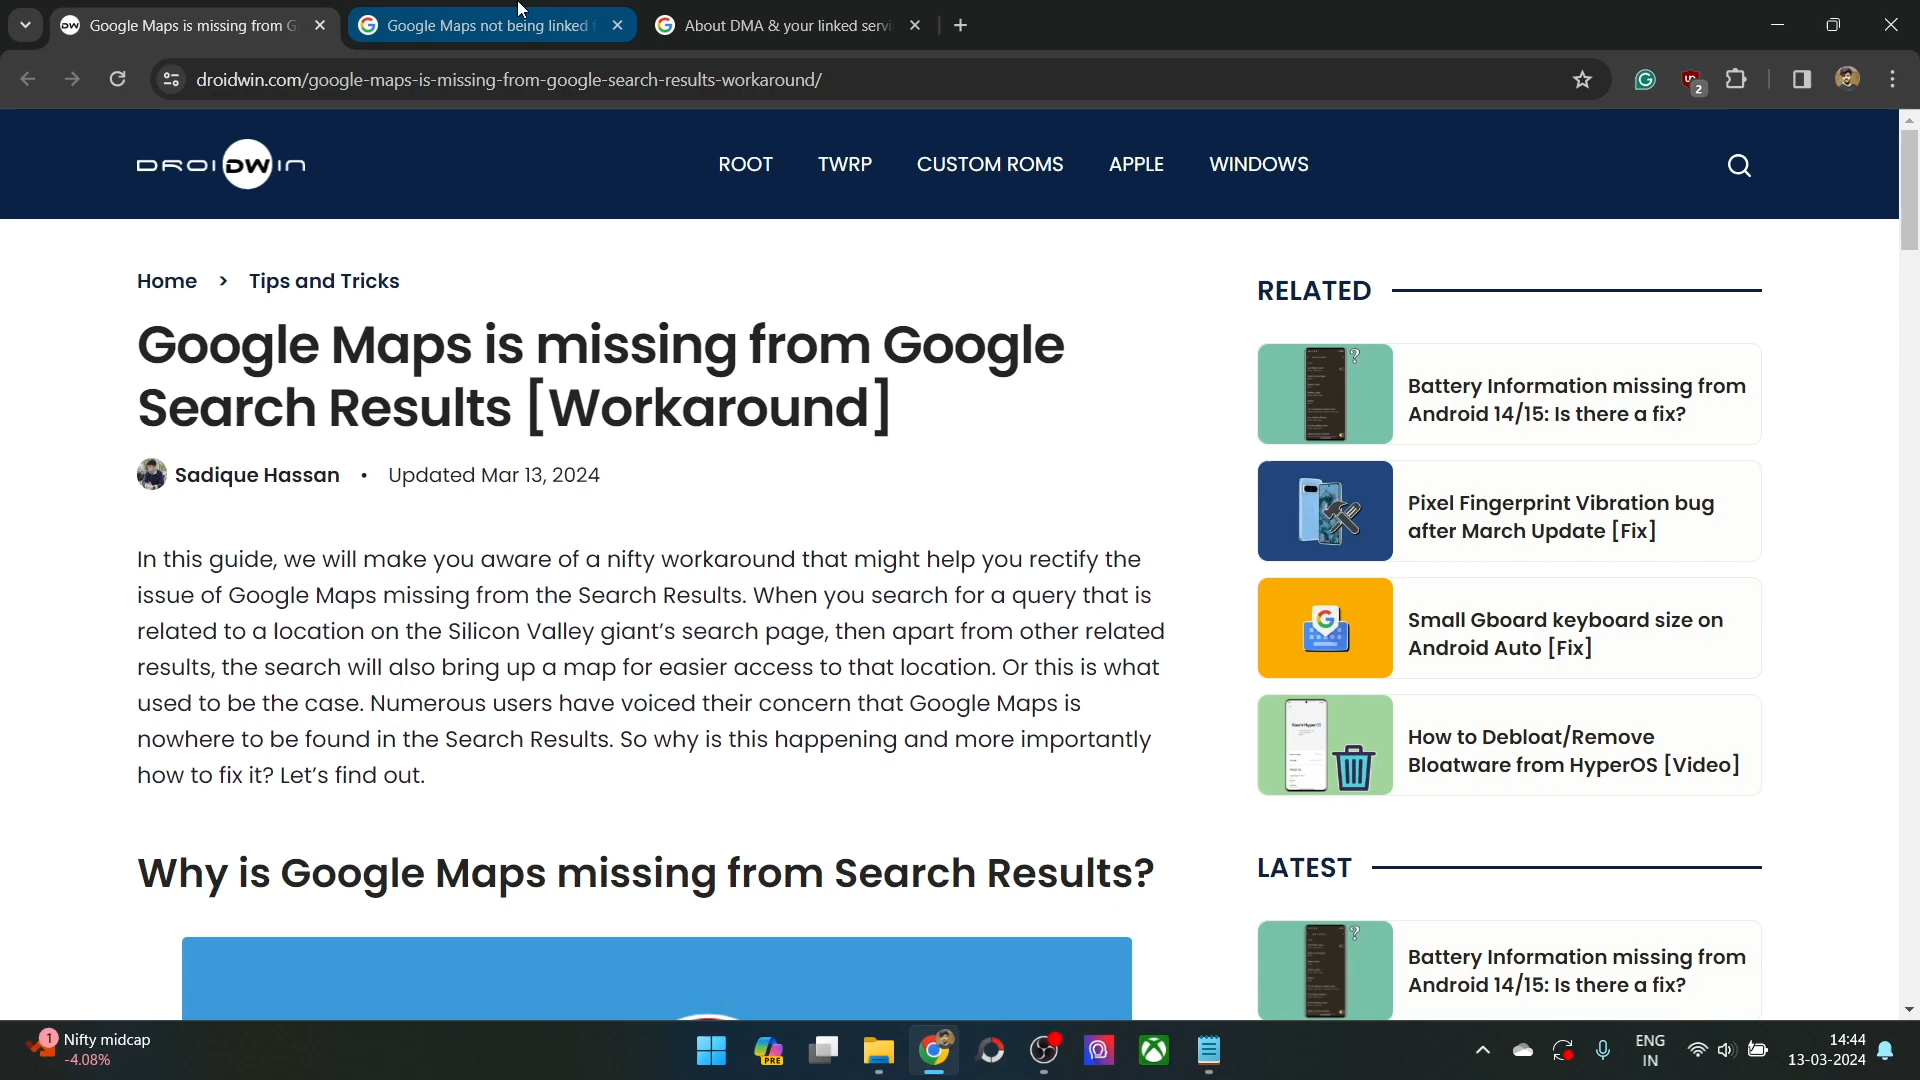 Google Maps is missing from G
Google Maps not being linked f
About DMA & your linked servi
droidwin.com/google-maps-is-missing-from-google-search-results-workaround/
2
DROIDWIN
ROOT
TWRP
CUSTOM ROMS
APPLE
WINDOWS
Home > Tips and Tricks
Google Maps is missing from Google
Search Results [Workaround]
Sadique Hassan • Updated Mar 13, 2024
In this guide, we will make you aware of a nifty workaround that might help you rectify the
issue of Google Maps missing from the Search Results. When you search for a query that is
related to a location on the Silicon Valley giant's search page, then apart from other related
results, the search will also bring up a map for easier access to that location. Or this is what
used to be the case. Numerous users have voiced their concern that Google Maps is
nowhere to be found in the Search Results. So why is this happening and more importantly
how to fix it? Let's find out.
Why is Google Maps missing from Search Results?
RELATED
Battery Information missing from
Android 14/15: Is there a fix?
Pixel Fingerprint Vibration bug
after March Update [Fix]
Small Gboard keyboard size on
Android Auto [Fix]
How to Debloat/Remove
Bloatware from HyperOS [Video]
LATEST
Battery Information missing from
Android 14/15: Is there a fix?
1
Nifty midcap
-4.08%
PRE
ENG
IN
14:44
13-03-2024